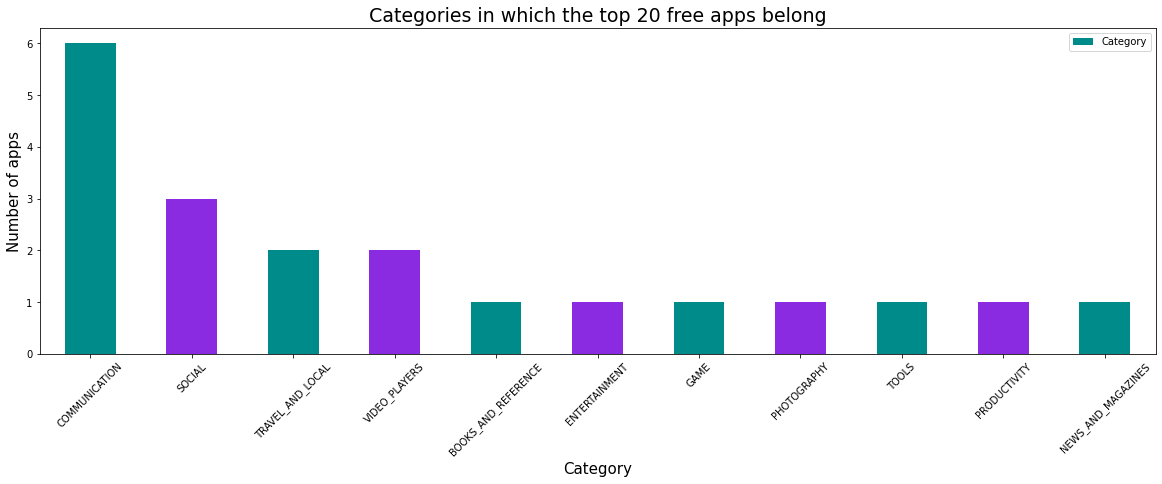 Categories in which the top 20 free apps belong
Category
Number of apps
6
5
4
3
2
1
0
COMMUNICATION
SOCIAL
TRAVEL_AND_LOCAL
VIDEO_PLAYERS
BOOKS_AND_REFERENCE
ENTERTAINMENT
GAME
PHOTOGRAPHY
TOOLS
PRODUCTIVITY
NEWS_AND_MAGAZINES
Category